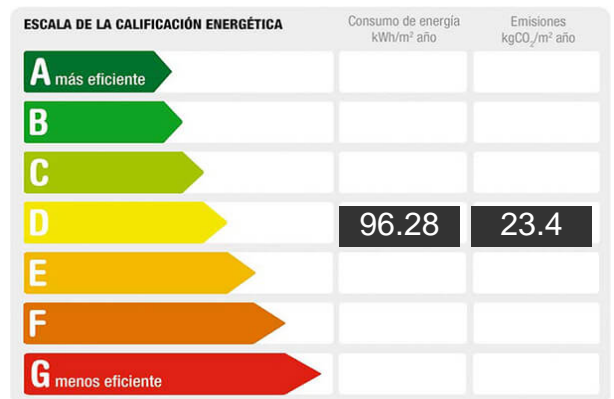 ESCALA DE LA CALIFICACIÓN ENERGÉTICA
Consumo de energía
kWh/m² año
Emisiones
kgCO₂/m² año
A más eficiente
B
C
D 96.28 23.4
E
F
G menos eficiente